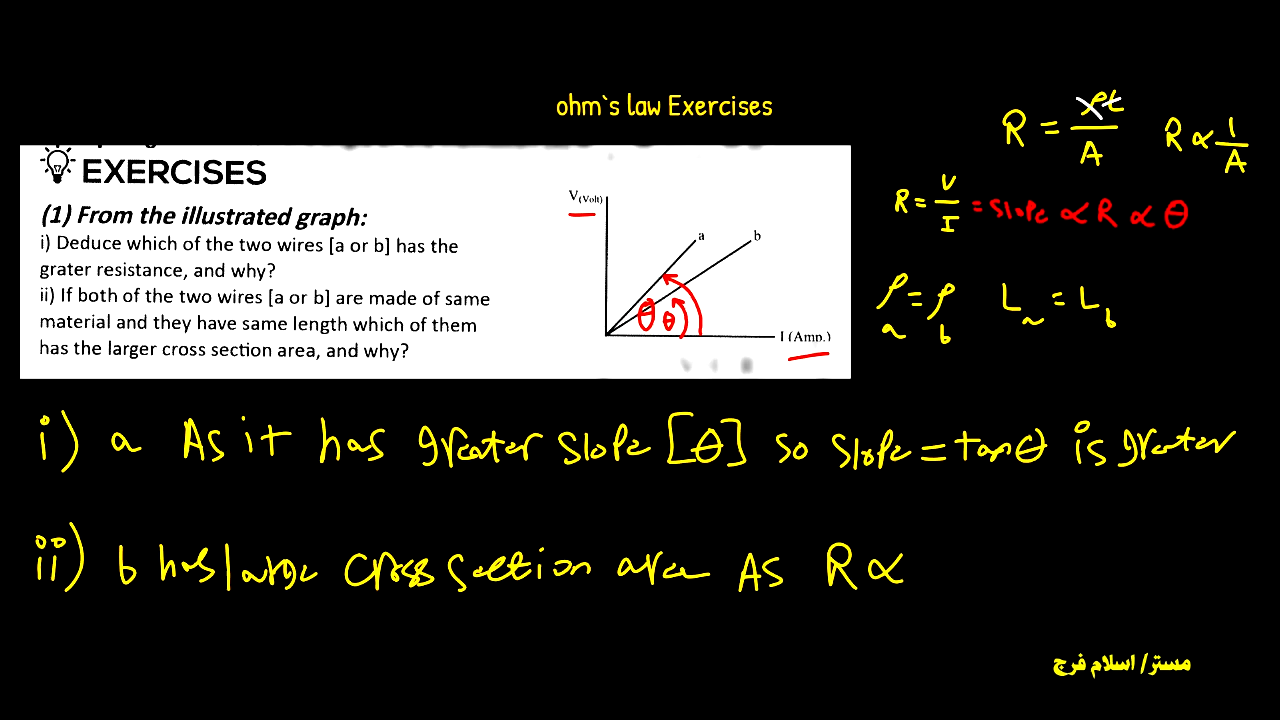 ohm`s law Exercises
R = ρL / A R ∝ 1 / A
EXERCISES
R = V / I = slope ∝ R ∝ θ
(1) From the illustrated graph:
i) Deduce which of the two wires [a or b] has the
grater resistance, and why?
ii) If both of the two wires [a or b] are made of same
material and they have same length which of them
has the larger cross section area, and why?
V(Volt)
a b
θ θ
I (Amp.)
ρa = ρb La = Lb
i) a As it has greater slope [θ] so slope = tanθ is greater
ii) b has large cross section area As R ∝
مستر/ اسلام فرج